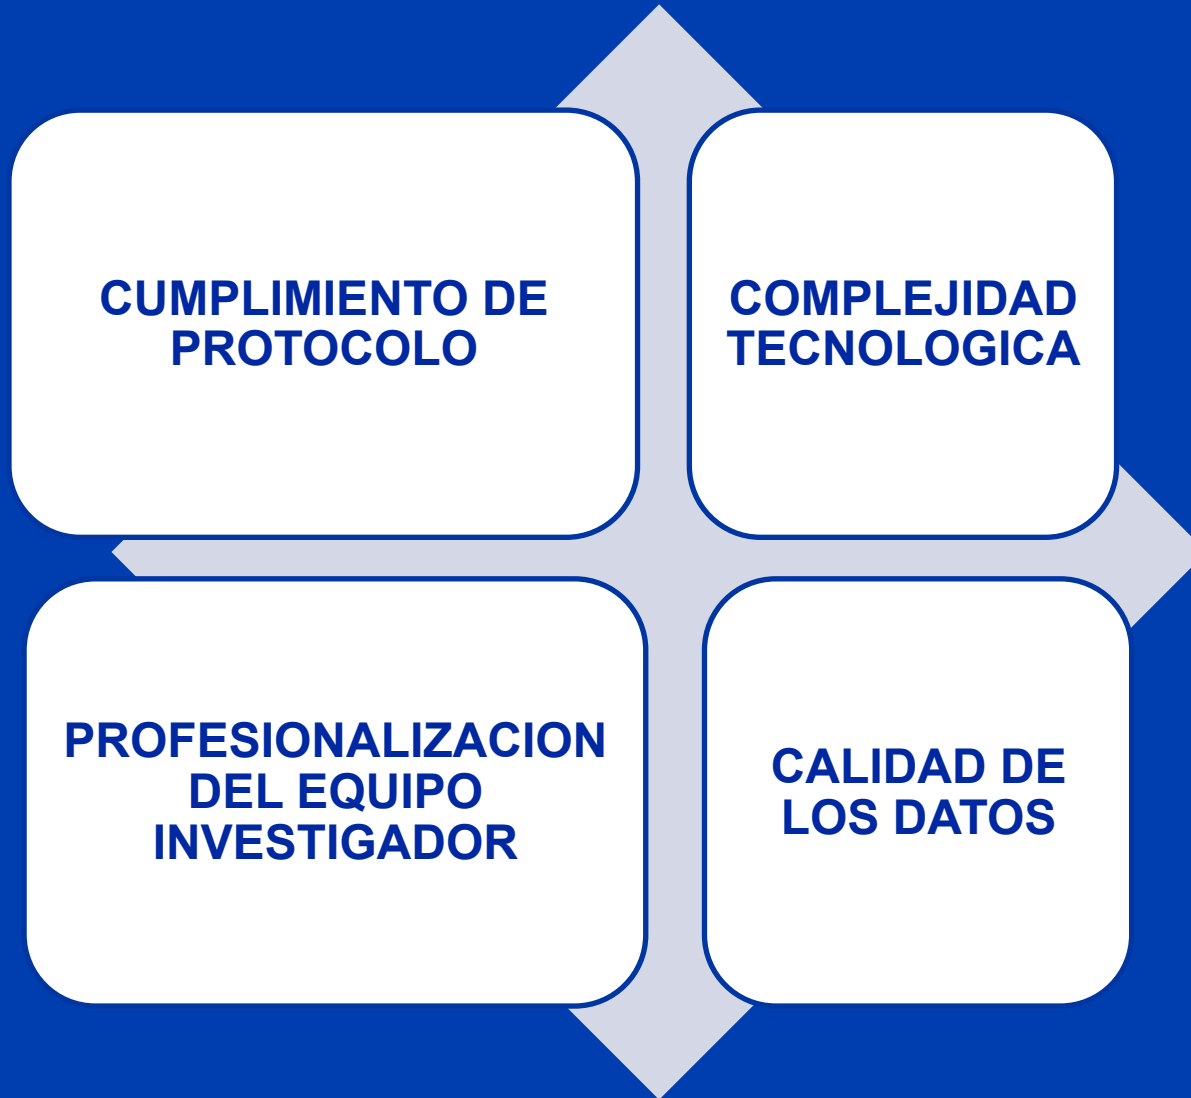 CUMPLIMIENTO DE
PROTOCOLO
COMPLEJIDAD
TECNOLOGICA
PROFESIONALIZACION
DEL EQUIPO
INVESTIGADOR
CALIDAD DE
LOS DATOS